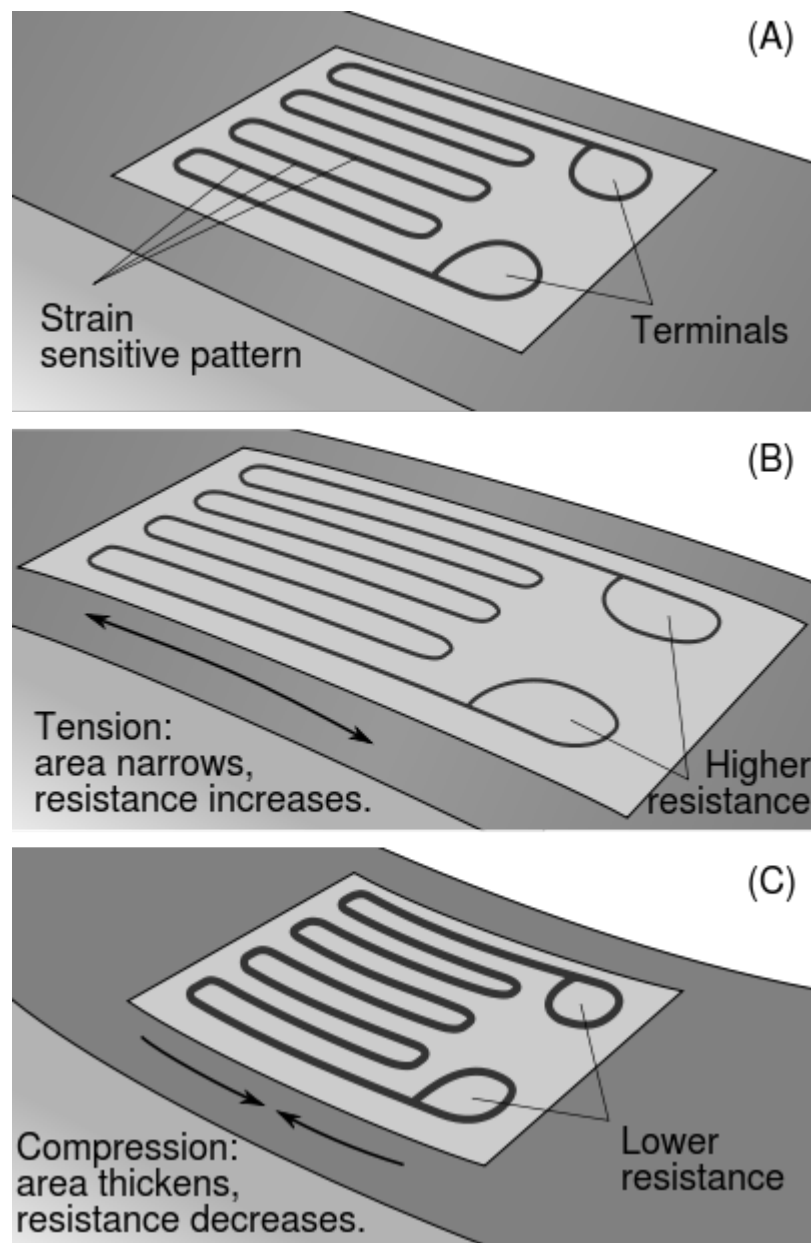 (A)
Strain
sensitive pattern
Terminals
(B)
Tension:
area narrows,
resistance increases.
Higher
resistance
(C)
Compression:
area thickens,
resistance decreases.
Lower
resistance